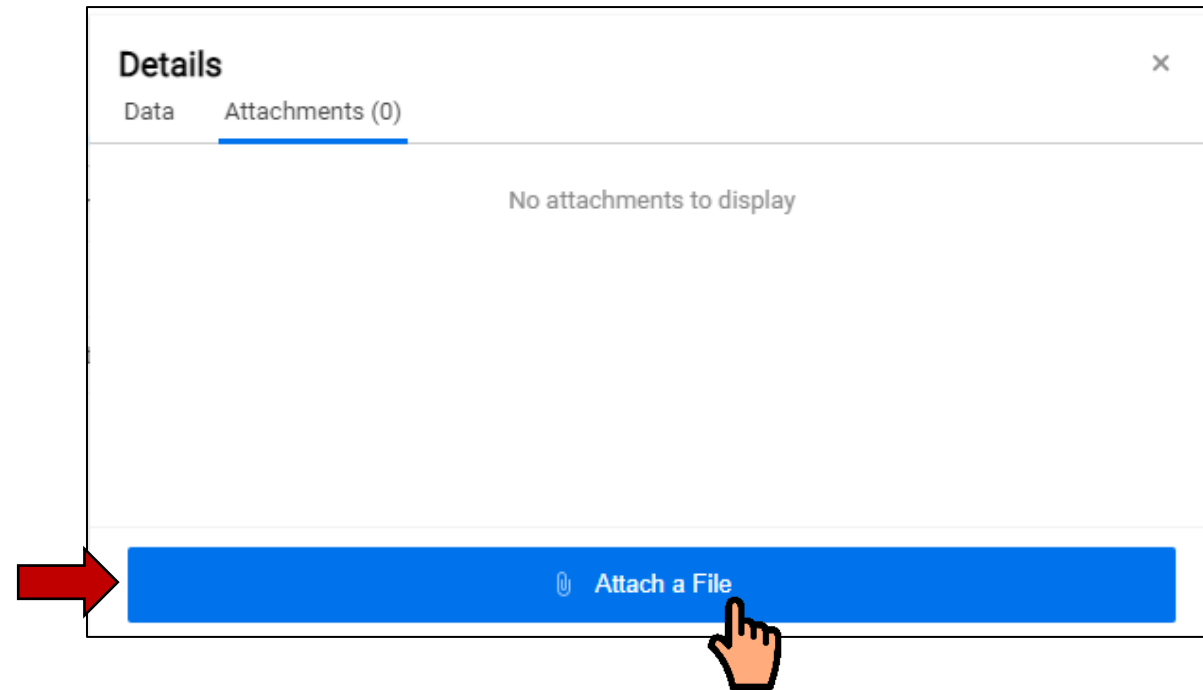 Details
Data Attachments (0)
No attachments to display
Attach a File